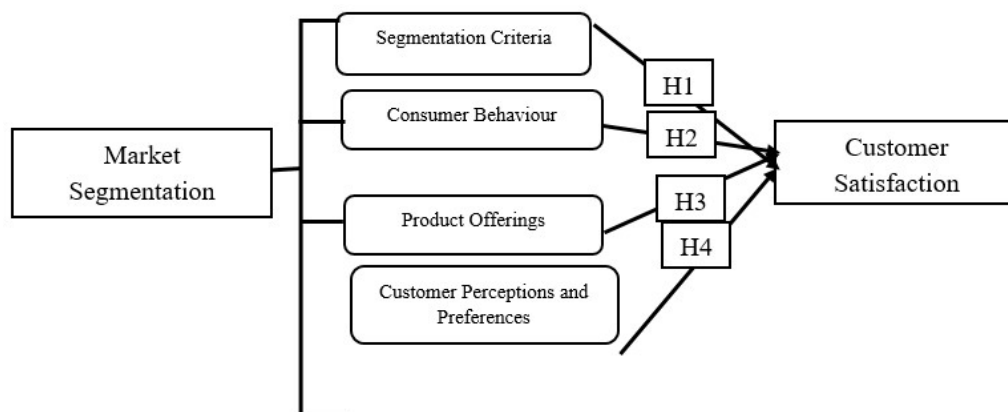 Segmentation Criteria
H1
Consumer Behaviour
H2
Market
Segmentation
Customer
Satisfaction
Product Offerings
H3
H4
Customer Perceptions and
Preferences